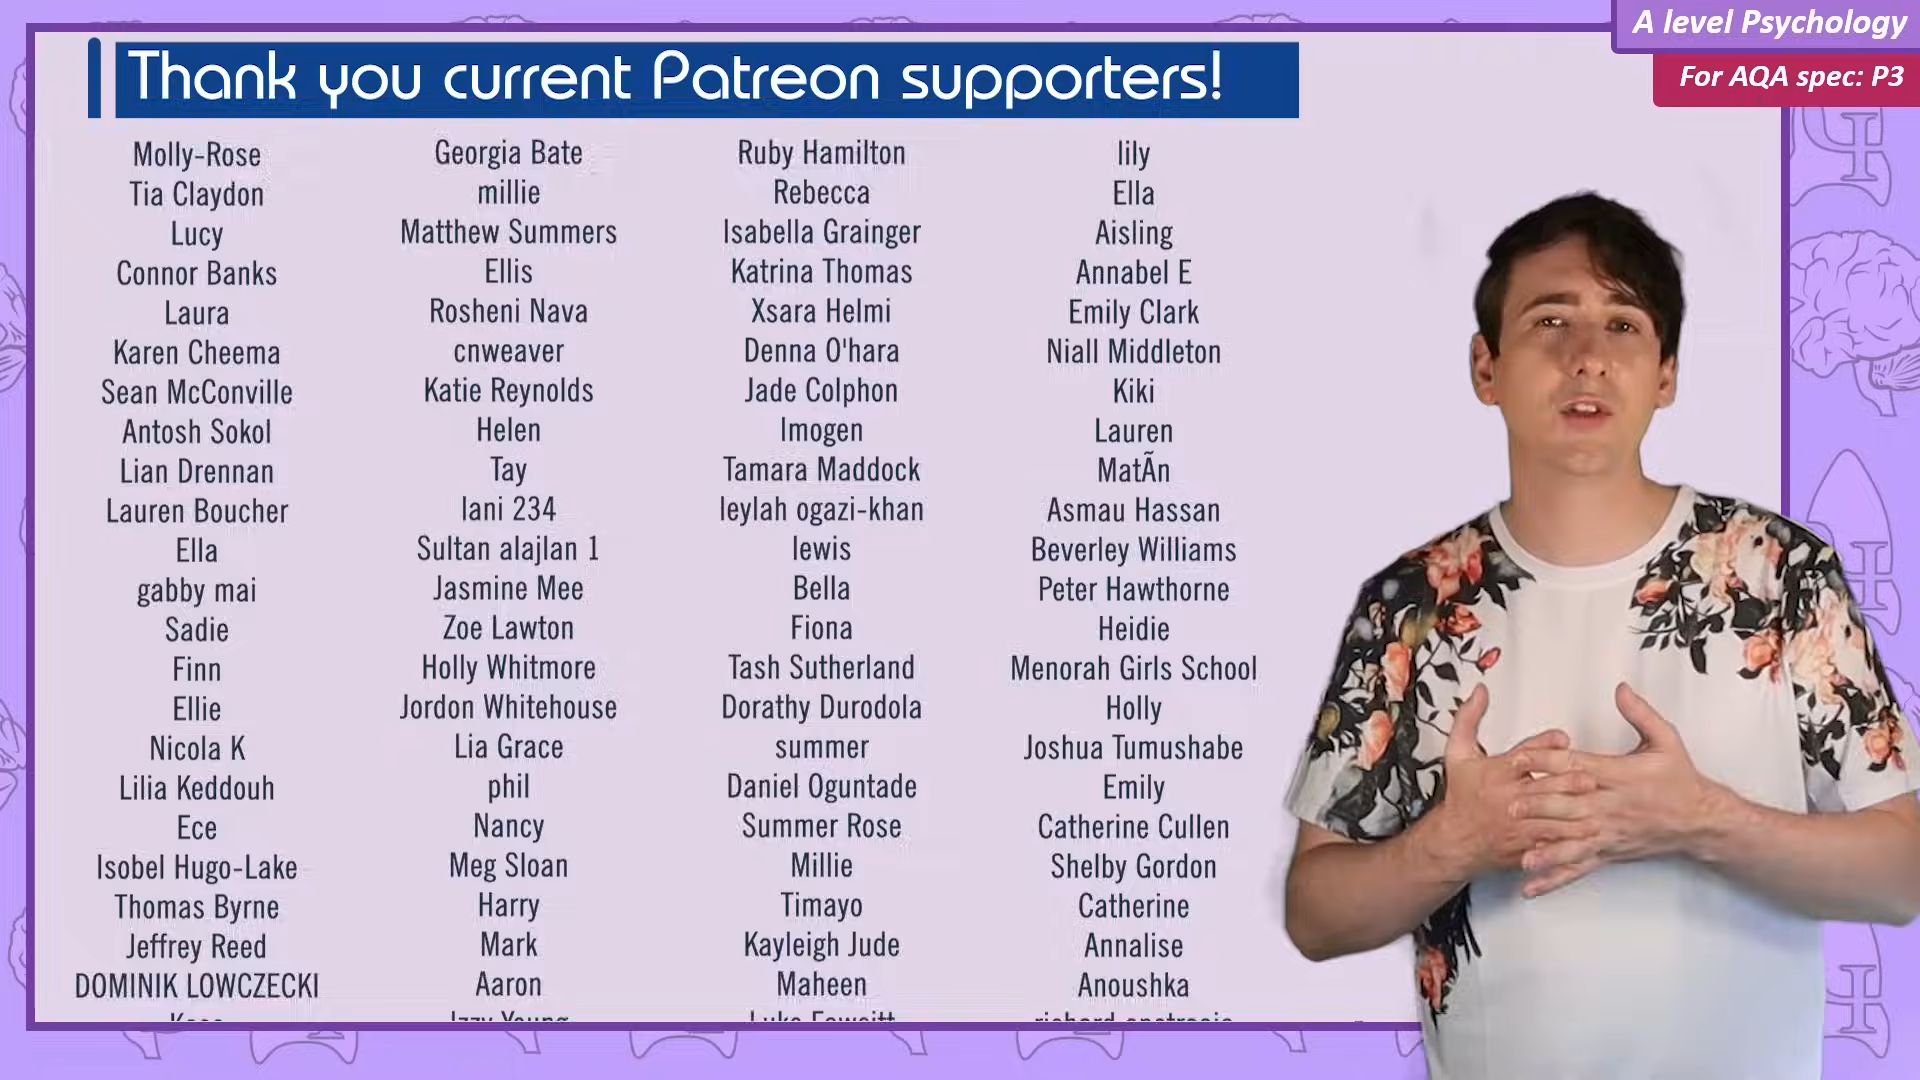 A level Psychology
For AQA spec: P3
Thank you current Patreon supporters!
Molly-Rose
Tia Claydon
Lucy
Connor Banks
Laura
Karen Cheema
Sean McConville
Antosh Sokol
Lian Drennan
Lauren Boucher
Ella
gabby mai
Sadie
Finn
Ellie
Nicola K
Lilia Keddouh
Ece
Isobel Hugo-Lake
Thomas Byrne
Jeffrey Reed
DOMINIK LOWCZECKI
Georgia Bate
millie
Matthew Summers
Ellis
Rosheni Nava
cnweaver
Katie Reynolds
Helen
Tay
lani 234
Sultan alajlan 1
Jasmine Mee
Zoe Lawton
Holly Whitmore
Jordon Whitehouse
Lia Grace
phil
Nancy
Meg Sloan
Harry
Mark
Aaron
Izzy Young
Ruby Hamilton
Rebecca
Isabella Grainger
Katrina Thomas
Xsara Helmi
Denna O'hara
Jade Colphon
Imogen
Tamara Maddock
leylah ogazi-khan
lewis
Bella
Fiona
Tash Sutherland
Dorathy Durodola
summer
Daniel Oguntade
Summer Rose
Millie
Timayo
Kayleigh Jude
Maheen
Luke Fawcitt
lily
Ella
Aisling
Annabel E
Emily Clark
Niall Middleton
Kiki
Lauren
MatÃn
Asmau Hassan
Beverley Williams
Peter Hawthorne
Heidie
Menorah Girls School
Holly
Joshua Tumushabe
Emily
Catherine Cullen
Shelby Gordon
Catherine
Annalise
Anoushka
richard